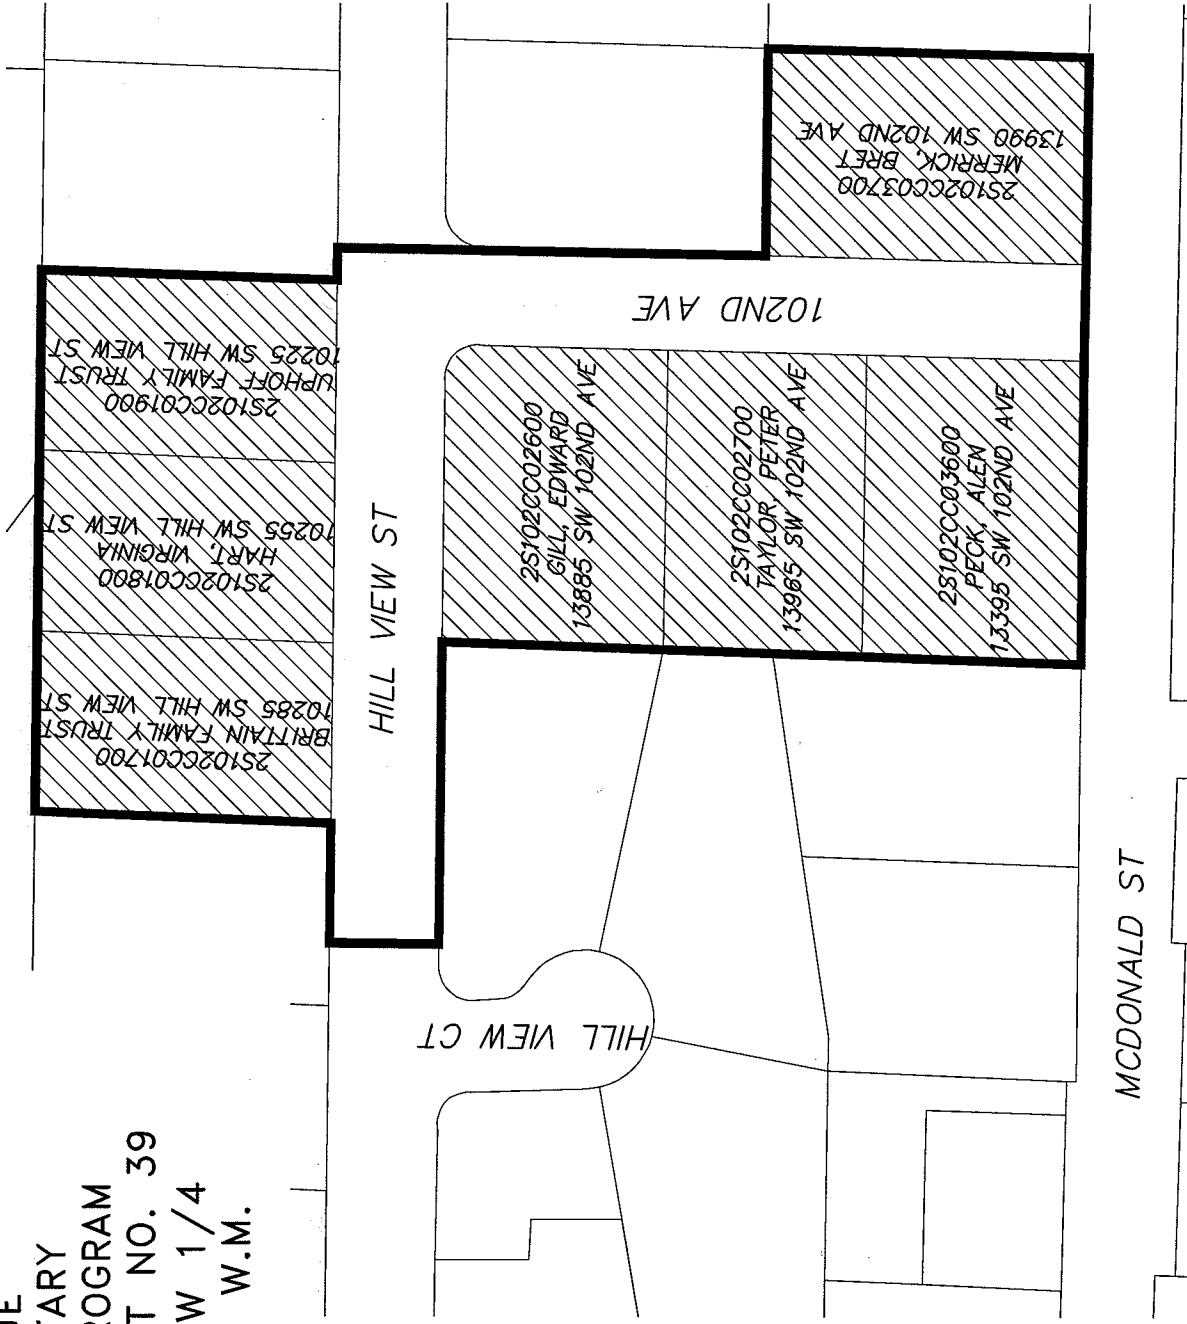 TARY
ROGRAM
T NO. 39
W 1/4
W.M.
2S102CC01700
BRITTAIN FAMILY TRUST
10285 SW HILL VIEW ST
2S102CC01800
HART, VIRGINIA
10255 SW HILL VIEW ST
2S102CC01900
UPHOFF FAMILY TRUST
10225 SW HILL VIEW ST
HILL VIEW ST
HILL VIEW CT
2S102CC02600
GILL, EDWARD
13885 SW 102ND AVE
2S102CC02700
TAYLOR, PETER
13965 SW 102ND AVE
2S102CC03600
PECK, ALEN
13395 SW 102ND AVE
102ND AVE
2S102CC03700
MERRICK, BRET
13990 SW 102ND AVE
MCDONALD ST